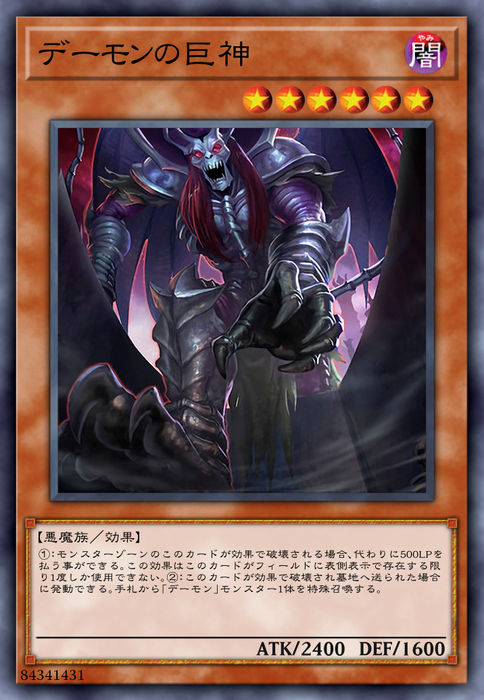 デーモンの巨神
やみ
闇
【悪魔族／効果】
①:モンスターゾーンのこのカードが効果で破壊される場合、代わりに500LPを
払う事ができる。この効果はこのカードがフィールドに表側表示で存在する限
り1度しか使用できない。②:このカードが効果で破壊され墓地へ送られた場合
に発動できる。手札から「デーモン」モンスター1体を特殊召喚する。
ATK/2400 DEF/1600
84341431